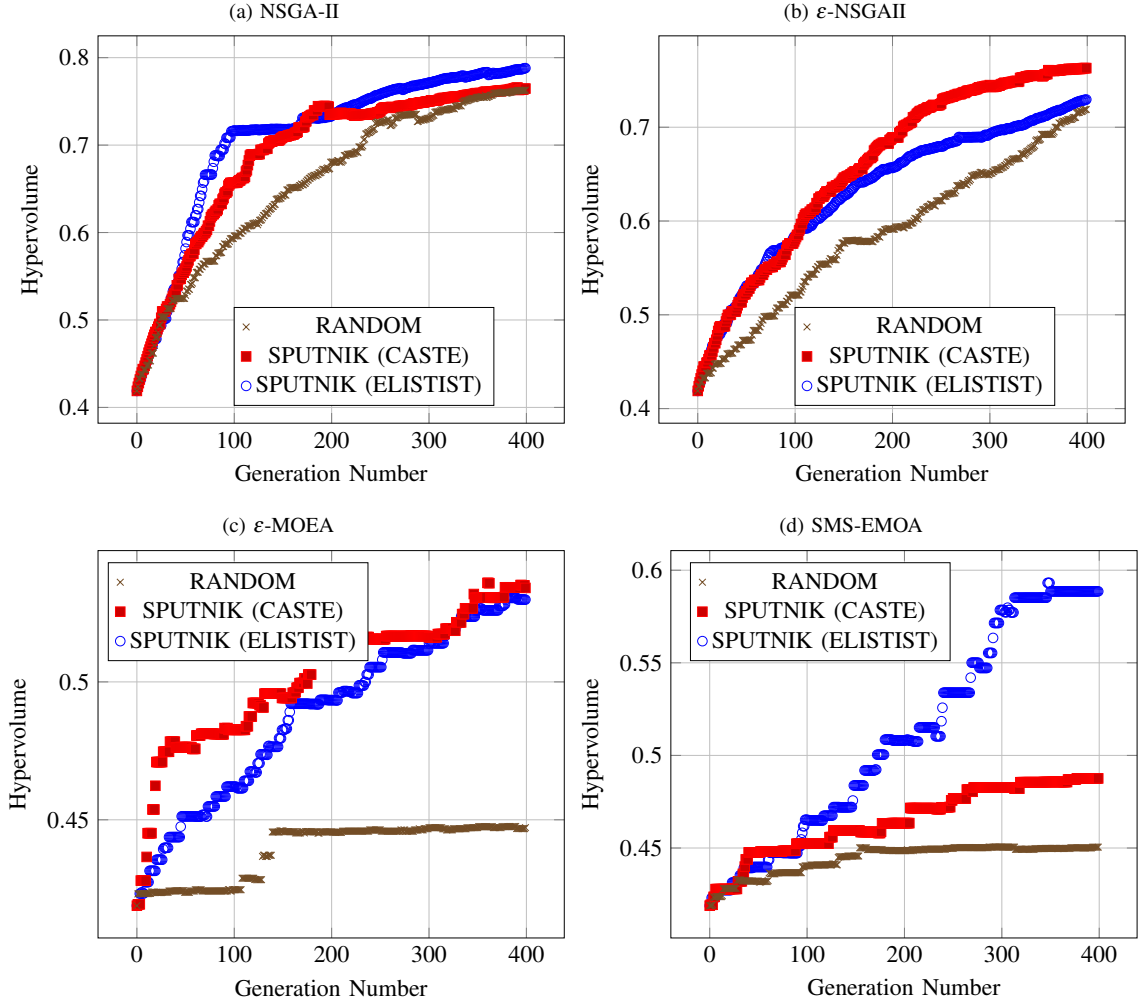 (a) NSGA-II
0.8
0.7
0.6
0.5
0.4
Hypervolume
RANDOM
SPUTNIK (CASTE)
SPUTNIK (ELISTIST)
0 100 200 300 400
Generation Number
(b) ε-NSGAII
0.7
0.6
0.5
0.4
Hypervolume
RANDOM
SPUTNIK (CASTE)
SPUTNIK (ELISTIST)
0 100 200 300 400
Generation Number
(c) ε-MOEA
0.5
0.45
Hypervolume
RANDOM
SPUTNIK (CASTE)
SPUTNIK (ELISTIST)
0 100 200 300 400
Generation Number
(d) SMS-EMOA
0.6
0.55
0.5
0.45
Hypervolume
RANDOM
SPUTNIK (CASTE)
SPUTNIK (ELISTIST)
0 100 200 300 400
Generation Number